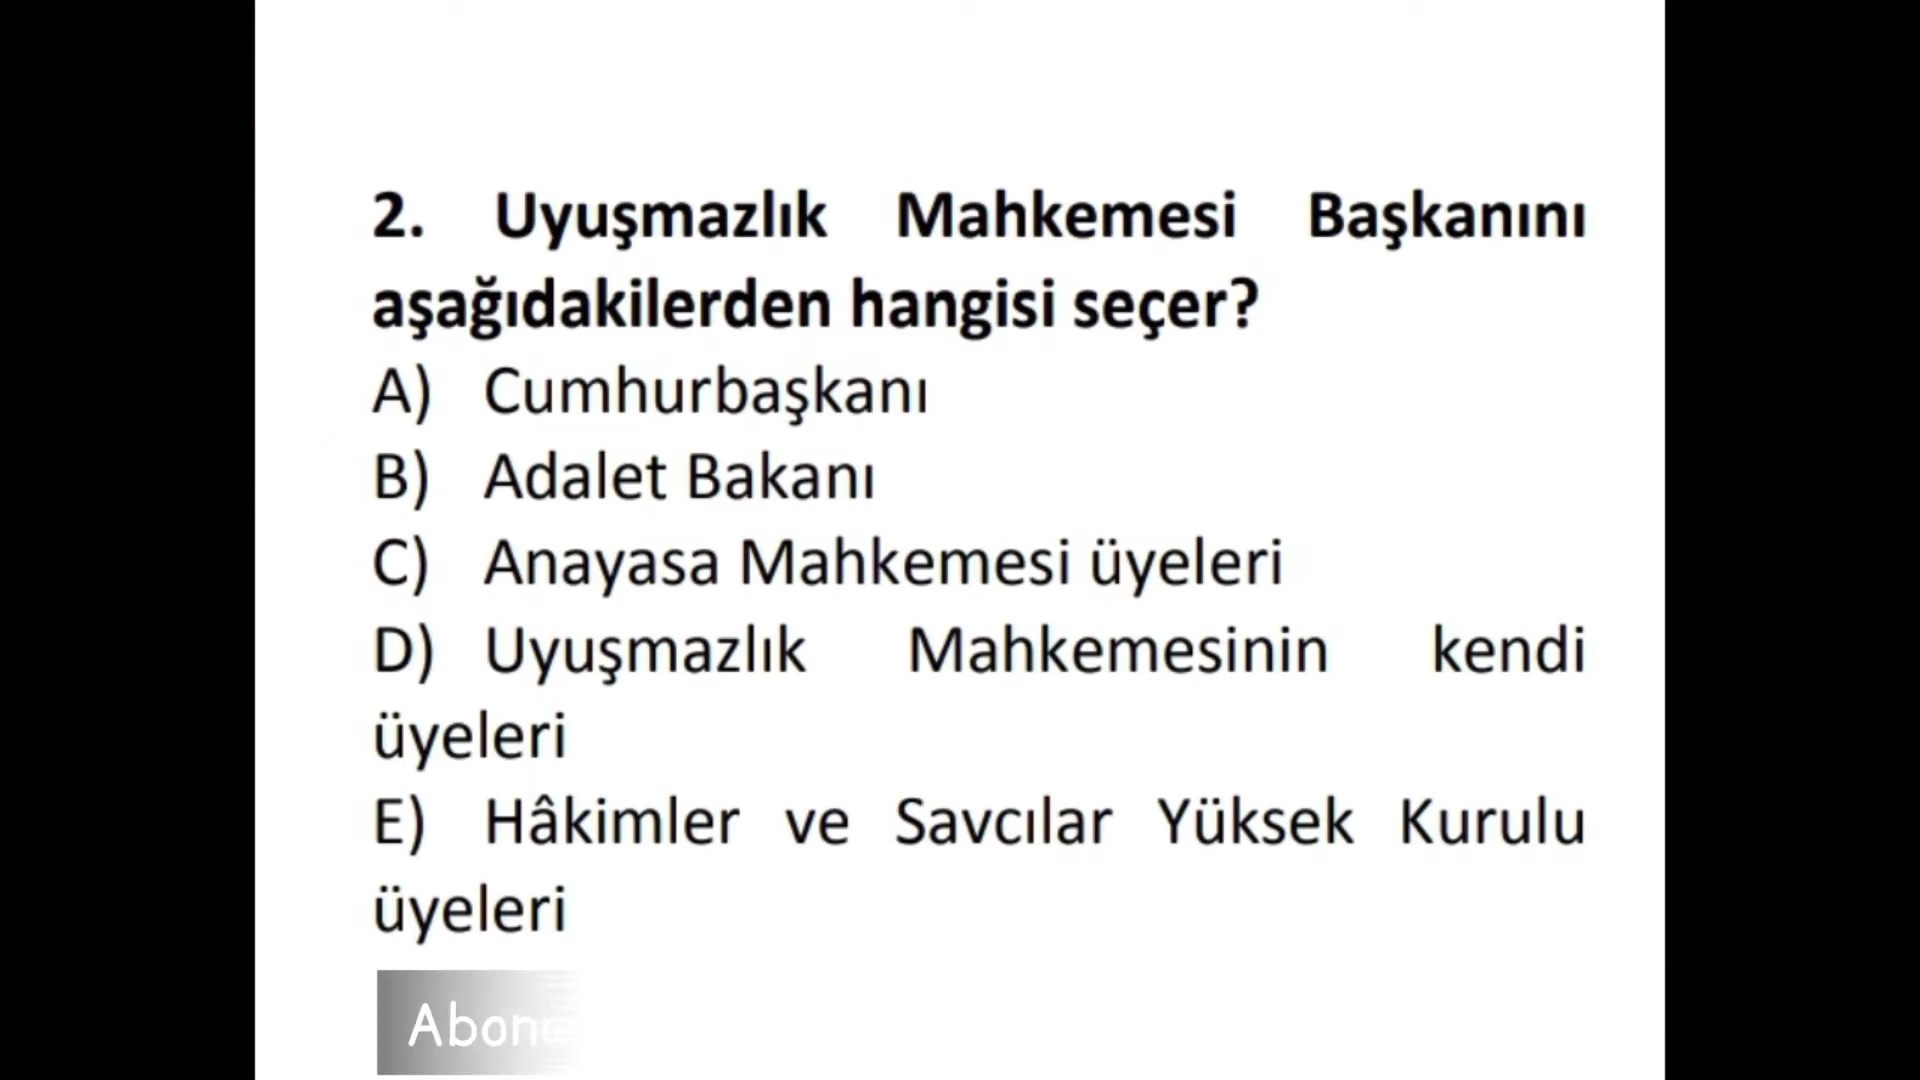 2. Uyuşmazlık Mahkemesi Başkanını
aşağıdakilerden hangisi seçer?
A) Cumhurbaşkanı
B) Adalet Bakanı
C) Anayasa Mahkemesi üyeleri
D) Uyuşmazlık Mahkemesinin kendi
üyeleri
E) Hâkimler ve Savcılar Yüksek Kurulu
üyeleri